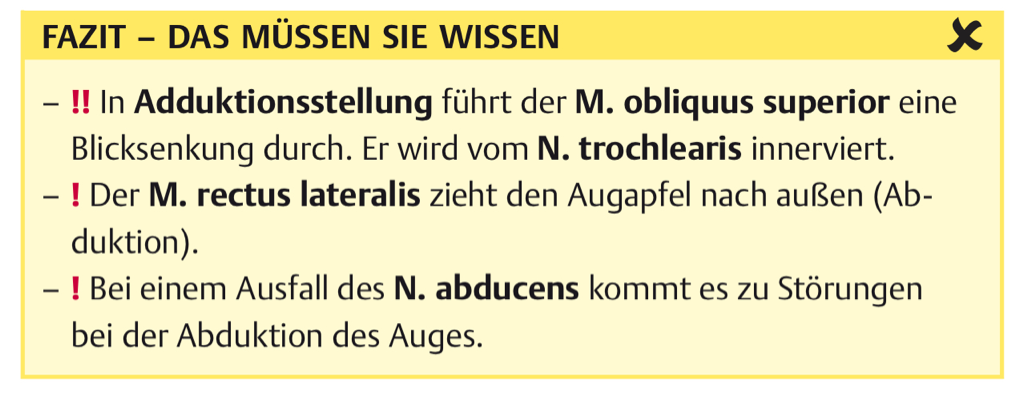 FAZIT – DAS MÜSSEN SIE WISSEN ✘
– !! In Adduktionsstellung führt der M. obliquus superior eine
Blicksenkung durch. Er wird vom N. trochlearis innerviert.
– ! Der M. rectus lateralis zieht den Augapfel nach außen (Ab-
duktion).
– ! Bei einem Ausfall des N. abducens kommt es zu Störungen
bei der Abduktion des Auges.